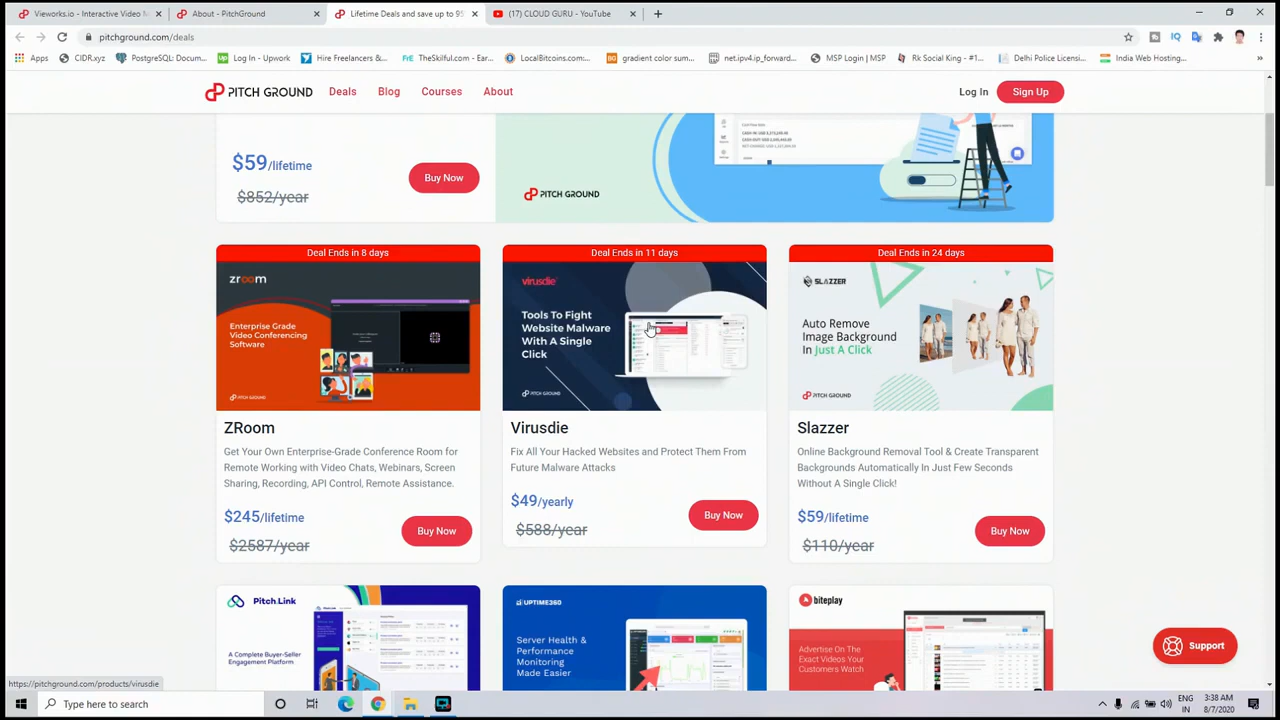 Vieworks.io - Interactive Video M
About - PitchGround
Lifetime Deals and save up to 95
(17) CLOUD GURU - YouTube
pitchground.com/deals
Apps
CIDR.xyz
PostgreSQL: Docum...
Log In - Upwork
Hire Freelancers &...
TheSkilful.com - Ear...
LocalBitcoins.com:...
gradient color sum...
net.ipv4.ip_forward...
MSP Login | MSP
Rk Social King - #1...
Delhi Police Licensi...
India Web Hosting...
PITCH GROUND
Deals
Blog
Courses
About
Log In
Sign Up
$59/lifetime
$852/year
Buy Now
PITCH GROUND
Deal Ends in 8 days
Deal Ends in 11 days
Deal Ends in 24 days
zroom
Enterprise Grade
Video Conferencing
Software
PITCH GROUND
virusdie
Tools To Fight
Website Malware
With A Single
Click
PITCH GROUND
SLAZZER
Auto Remove
Image Background
In Just A Click
PITCH GROUND
ZRoom
Get Your Own Enterprise-Grade Conference Room for
Remote Working with Video Chats, Webinars, Screen
Sharing, Recording, API Control, Remote Assistance.
$245/lifetime
$2587/year
Buy Now
Virusdie
Fix All Your Hacked Websites and Protect Them From
Future Malware Attacks
$49/yearly
$588/year
Buy Now
Slazzer
Online Background Removal Tool & Create Transparent
Backgrounds Automatically In Just Few Seconds
Without A Single Click!
$59/lifetime
$110/year
Buy Now
Pitch Link
A Complete Buyer-Seller
Engagement Platform
UPTIME360
Server Health &
Performance
Monitoring
Made Easier
biteplay
Advertise On The
Exact Videos Your
Customers Watch
Support
https://pitchground.com/products/virusdie
Type here to search
ENG
IN
3:38 AM
8/7/2020